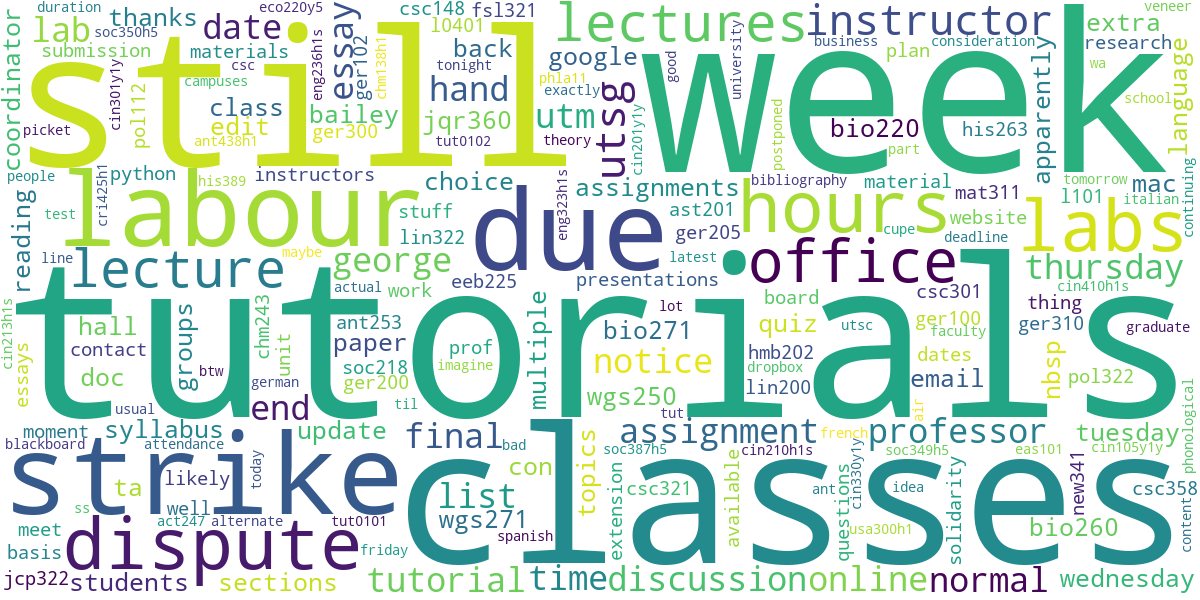 still
week
tutorials
classes
strike
labour
due
dispute
hours
office
labs
lecture
lectures
instructor
utsg
utm
lab
date
essay
thanks
coordinator
duration
soc350h5
eco220y5
csc148
fsl321
l0401
back
tonight
submission
materials
csc
campuses
class
edit
picket
cin301y1y
pol112
ant438h1
eng236h1s
ger102
chm138h1
ger300
bailey
hand
jqr360
tut0102
google
phla11
exactly
theory
good
university
cin201y1y
business
consideration
plan
bio220
postponed
part
his263
apparently
extra
research
veneer
wa
school
language
people
python
his389
instructors
cri425h1
test
reading
line
maybe
choice
stuff
lin322
george
eng323h1s
assignments
ast201
ger205
bibliography
material
cupe
website
deadline
mat311
l101
tomorrow
mac
italian
continuing
thursday
latest
presentations
eeb225
actual
work
cin213h1s
hall
contact
doc
essays
groups
btw
chm243
unit
german
ant253
paper
soc218
ger200
til
prof
imagine
multiple
bio271
notice
wgs250
board
quiz
hmb202
dropbox
lin200
utsc
csc301
ger100
faculty
dates
email
air
cin410h1s
thing
ger310
graduate
nbsp
pol322
phonological
usual
end
moment
syllabus
update
final
bad
tut
assignment
french
professor
tuesday
blackboard
attendance
likely
today
ta
well
con
list
wgs271
spanish
topics
extension
csc321
available
cin210h1s
ant
idea
questions
cin330y1y
soc387h5
soc349h5
eas101
usa300h1
solidarity
new341
cin105y1y
csc358
bio260
content
ss
meet
basis
act247
alternate
tut0101
friday
jcp322
students
sections
tutorial
time
discussion
online
normal
wednesday
lot